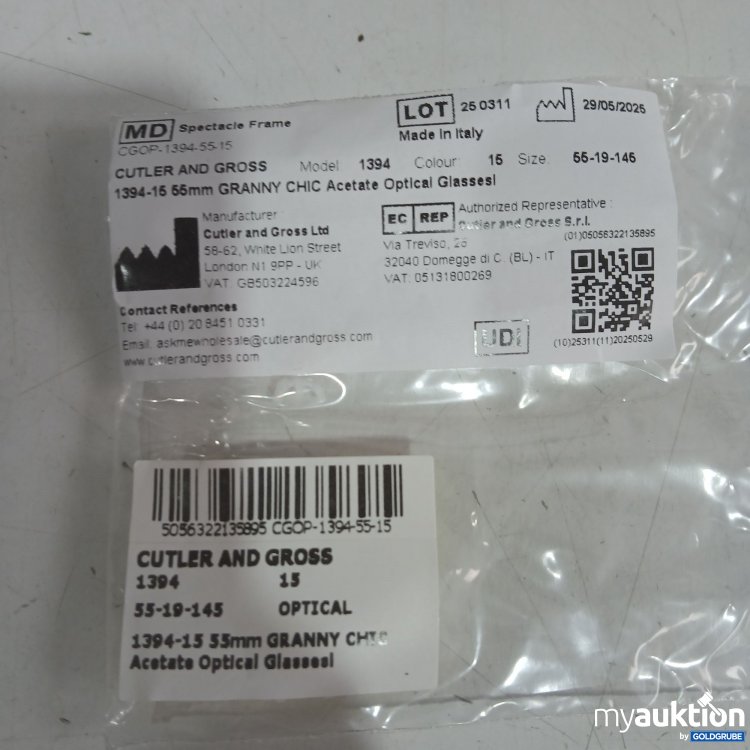 MD Spectacle Frame
CGOP-1394-55-15
LOT 250311
29/05/2025
Made in Italy
CUTLER AND GROSS Model: 1394 Colour: 15 Size: 55-19-145
1394-15 55mm GRANNY CHIC Acetate Optical Glasses|
Manufacturer:
Cutler and Gross Ltd
58-62, White Lion Street
London N1 9PP - UK
VAT: GB503224596
EC REP Authorized Representative:
Cutler and Gross S.r.l.
Via Treviso, 28
32040 Domegge di C. (BL) - IT
VAT: 05131800269
(01)05056322135895
Contact References
Tel: +44 (0) 20 8451 0331
Email: askmewholesale@cutlerandgross.com
www.cutlerandgross.com
UDI
(10)25311(11)20250529
5056322135895 CGOP-1394-55-15
CUTLER AND GROSS
1394 15
55-19-145 OPTICAL
1394-15 55mm GRANNY CHIC
Acetate Optical Glasses|
myauktion
by GOLDGRUBE